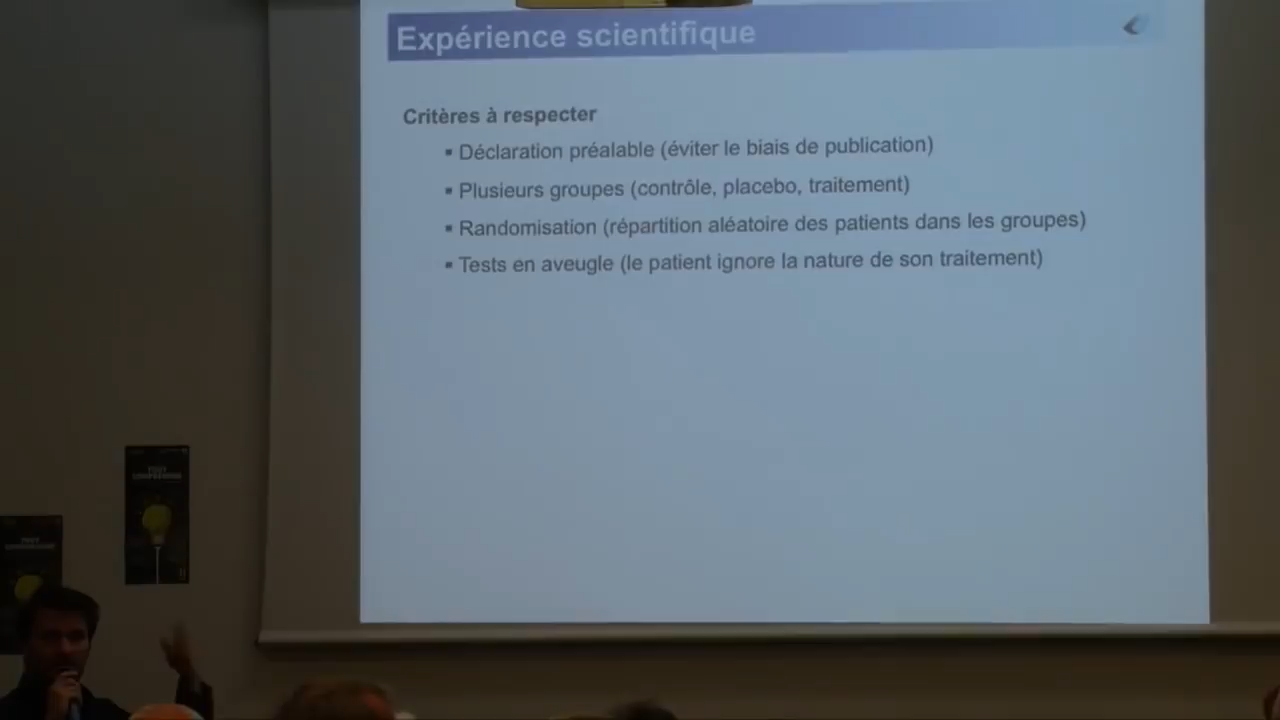 Expérience scientifique
Critères à respecter
▪ Déclaration préalable (éviter le biais de publication)
▪ Plusieurs groupes (contrôle, placebo, traitement)
▪ Randomisation (répartition aléatoire des patients dans les groupes)
▪ Tests en aveugle (le patient ignore la nature de son traitement)
TOUT